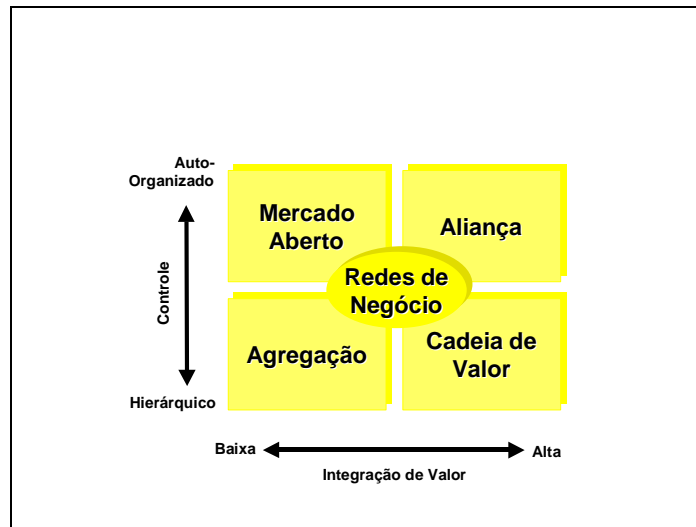 Auto-
Organizado
Mercado
Aberto
Aliança
Redes de
Negócio
Controle
Agregação
Cadeia de
Valor
Hierárquico
Baixa
Alta
Integração de Valor